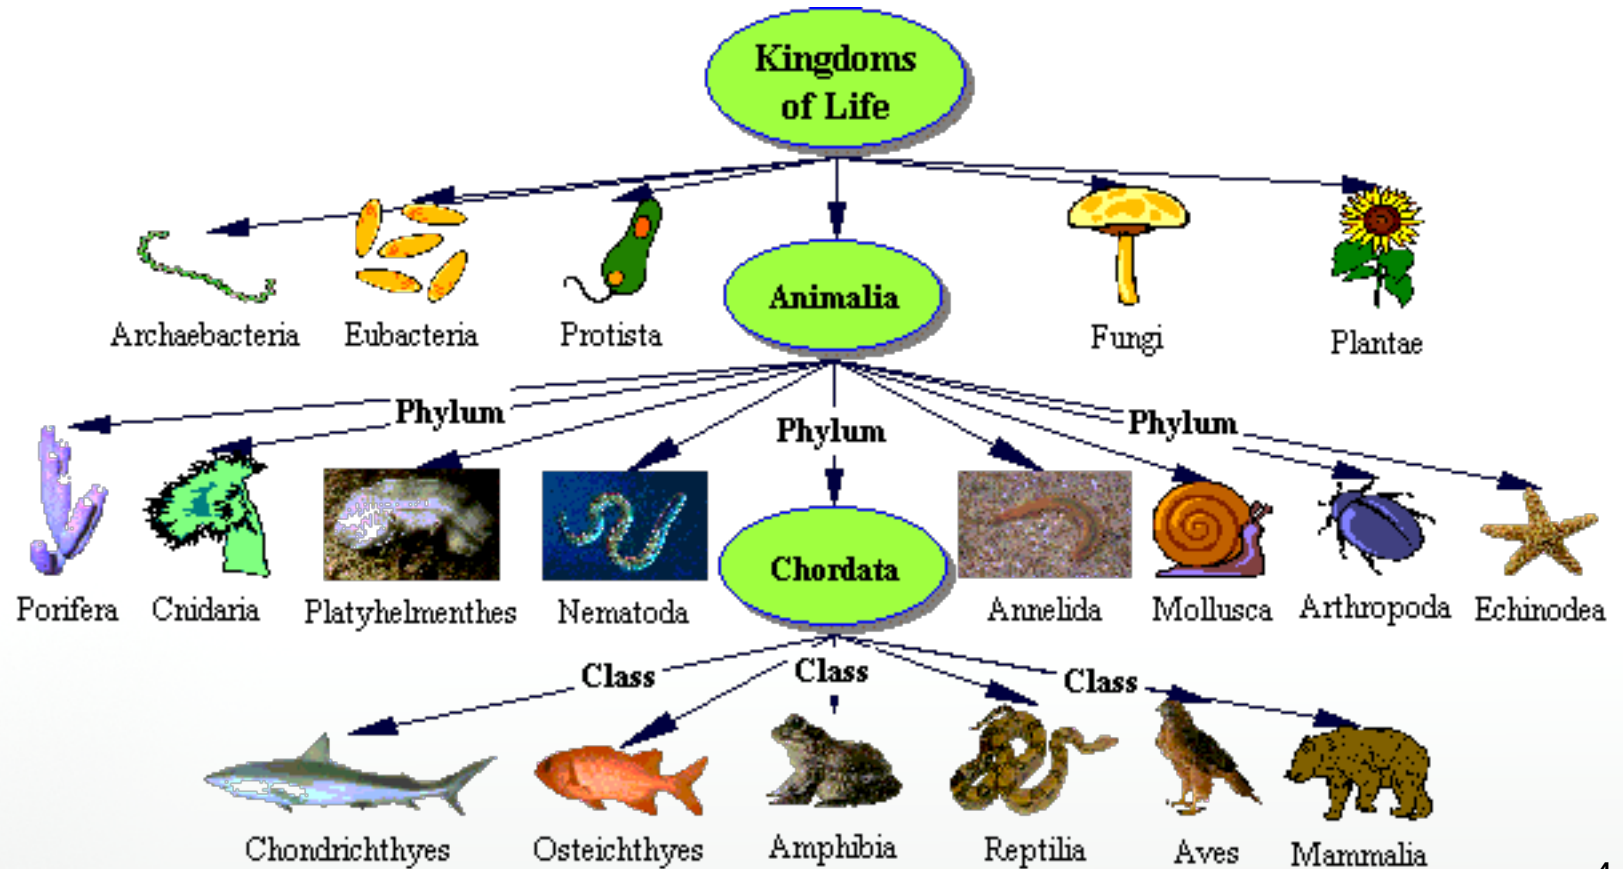 Kingdoms
of Life
Archaebacteria
Eubacteria
Protista
Animalia
Fungi
Plantae
Phylum
Phylum
Phylum
Porifera
Cnidaria
Platyhelmenthes
Nematoda
Chordata
Annelida
Mollusca
Arthropoda
Echinodea
Class
Class
Class
Chondrichthyes
Osteichthyes
Amphibia
Reptilia
Aves
Mammalia